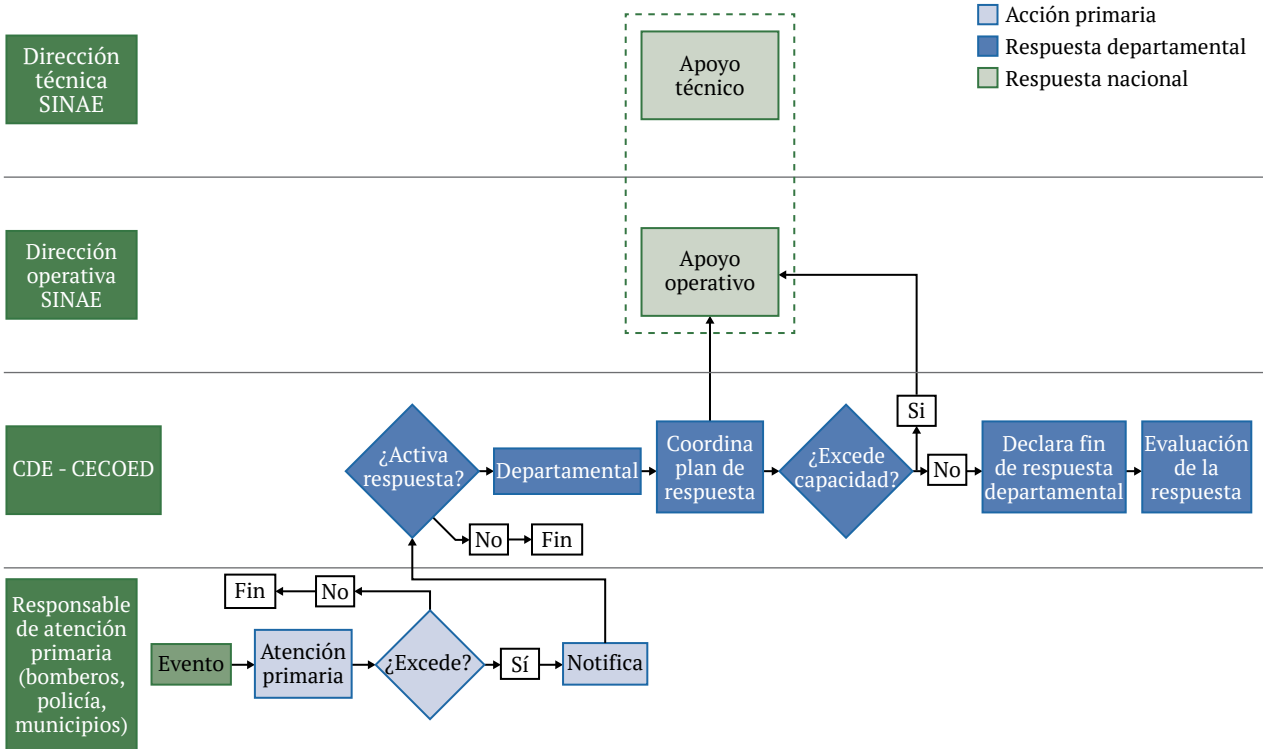 Acción primaria
Respuesta departamental
Respuesta nacional
Dirección
técnica
SINAE
Apoyo
técnico
Dirección
operativa
SINAE
Apoyo
operativo
CDE - CECOED
¿Activa
respuesta?
Departamental
Coordina
plan de
respuesta
¿Excede
capacidad?
Si
No
Declara fin
de respuesta
departamental
Evaluación
de la
respuesta
No
Fin
Responsable
de atención
primaria
(bomberos,
policía,
municipios)
Fin
No
Evento
Atención
primaria
¿Excede?
Sí
Notifica